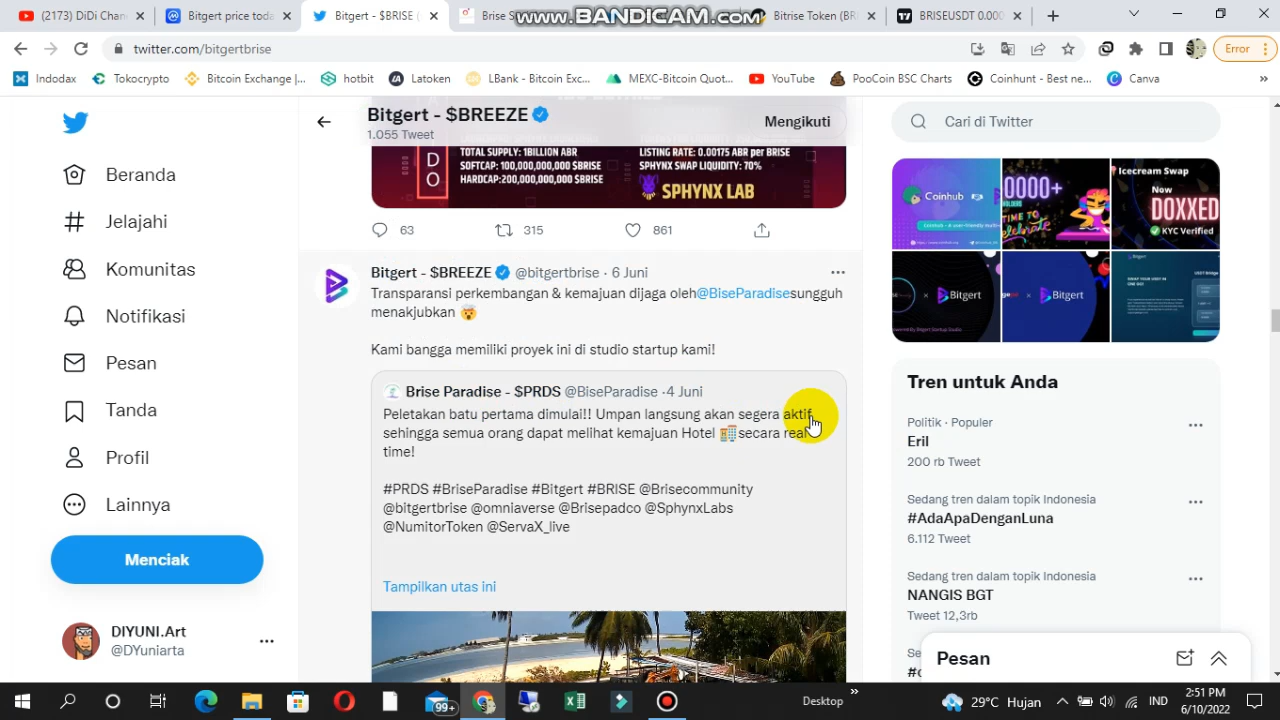 (2173) DiDi Chan
Bitgert price toda
Bitgert - $BRISE (
Brise S
www.BANDICAM.com
Bitrise Token (BR
BRISEUSDT 0.000
twitter.com/bitgertbrise
Error
Indodax
Tokocrypto
Bitcoin Exchange |...
hotbit
Latoken
LBank - Bitcoin Exc...
MEXC-Bitcoin Quot...
YouTube
PooCoin BSC Charts
Coinhunt - Best ne...
Canva
»
Bitgert - $BREEZE
1.055 Tweet
Mengikuti
Cari di Twitter
Beranda
Jelajahi
Komunitas
Notifikasi
Pesan
Tanda
Profil
Lainnya
Menciak
DIYUNI.Art
@DYuniarta
DO
TOTAL SUPPLY: 1BILLION ABR
SOFTCAP: 100,000,000,000 $BRISE
HARDCAP:200,000,000,000 $BRISE
LISTING RATE: 0.00175 ABR per BRISE
SPHYNX SWAP LIQUIDITY: 70%
SPHYNX LAB
63
315
861
Bitgert - $BREEZE @bitgertbrise · 6 Juni
Transparansi perkembangan & kemajuan dijaga oleh@BiseParadisesungguh
menakjubkan
Kami bangga memiliki proyek ini di studio startup kami!
Brise Paradise - $PRDS @BiseParadise ·4 Juni
Peletakan batu pertama dimulai!! Umpan langsung akan segera aktif,
sehingga semua orang dapat melihat kemajuan Hotel secara real
time!
#PRDS #BriseParadise #Bitgert #BRISE @Brisecommunity
@bitgertbrise @omniaverse @Brisepadco @SphynxLabs
@NumitorToken @ServaX_live
Tampilkan utas ini
Coinhub
0000+
HOLDERS
TIME TO
celebrate
Icecream Swap
Now
DOXXED
KYC Verified
x Bitgert
x Bitgert
Tren untuk Anda
Politik · Populer
Eril
200 rb Tweet
Sedang tren dalam topik Indonesia
#AdaApaDenganLuna
6.112 Tweet
Sedang tren dalam topik Indonesia
NANGIS BGT
Tweet 12,3rb
Pesan
99+
Desktop
»
29°C Hujan
IND
2:51 PM
6/10/2022